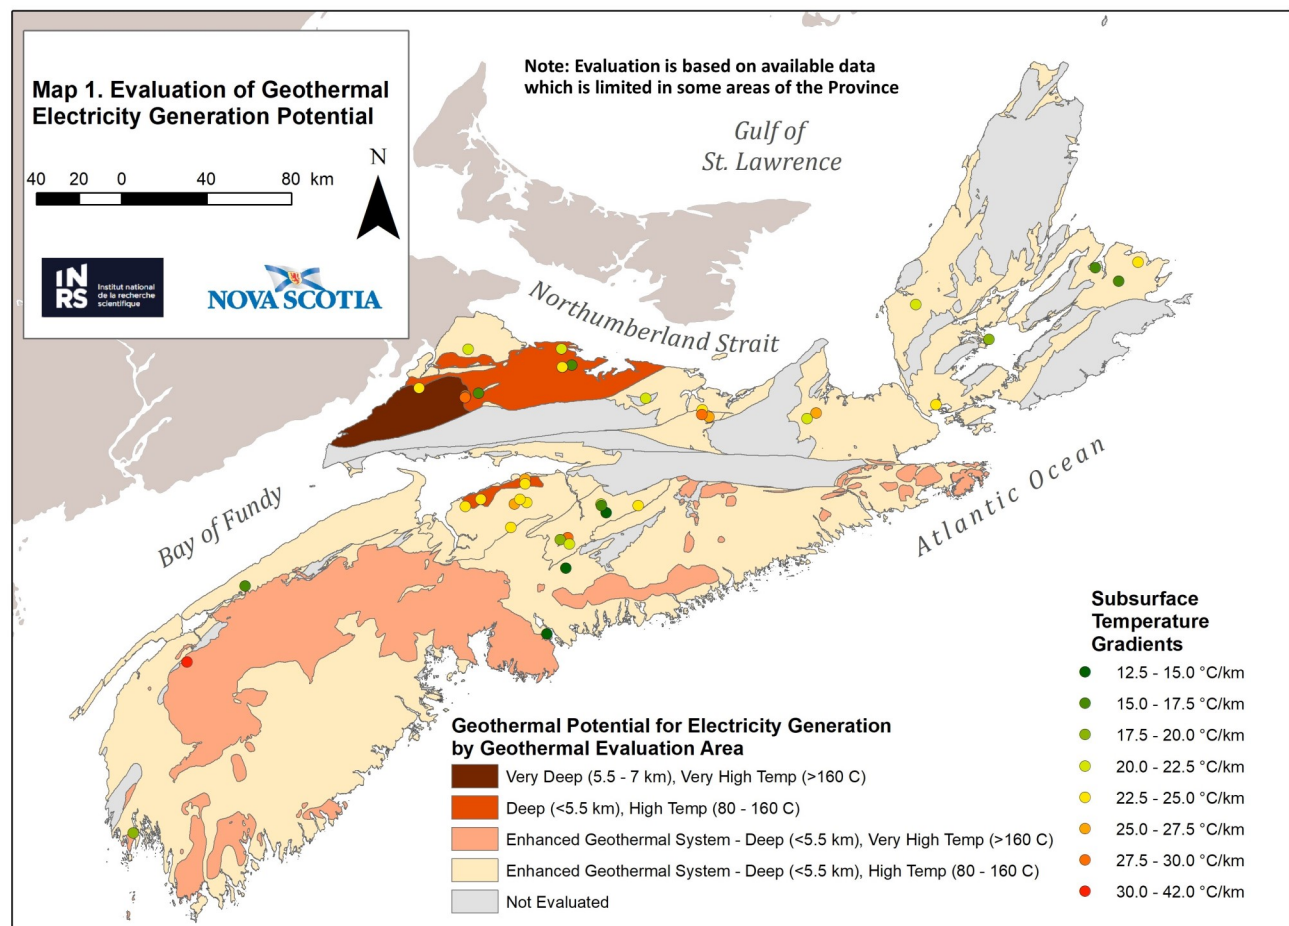 Map 1. Evaluation of Geothermal
Electricity Generation Potential
40 20 0 40 80 km
N
INRS
Institut national
de la recherche
scientifique
NOVA SCOTIA
Note: Evaluation is based on available data
which is limited in some areas of the Province
Gulf of
St. Lawrence
Northumberland Strait
Bay of Fundy
Atlantic Ocean
Geothermal Potential for Electricity Generation
by Geothermal Evaluation Area
Very Deep (5.5 - 7 km), Very High Temp (>160 C)
Deep (<5.5 km), High Temp (80 - 160 C)
Enhanced Geothermal System - Deep (<5.5 km), Very High Temp (>160 C)
Enhanced Geothermal System - Deep (<5.5 km), High Temp (80 - 160 C)
Not Evaluated
Subsurface
Temperature
Gradients
12.5 - 15.0 °C/km
15.0 - 17.5 °C/km
17.5 - 20.0 °C/km
20.0 - 22.5 °C/km
22.5 - 25.0 °C/km
25.0 - 27.5 °C/km
27.5 - 30.0 °C/km
30.0 - 42.0 °C/km